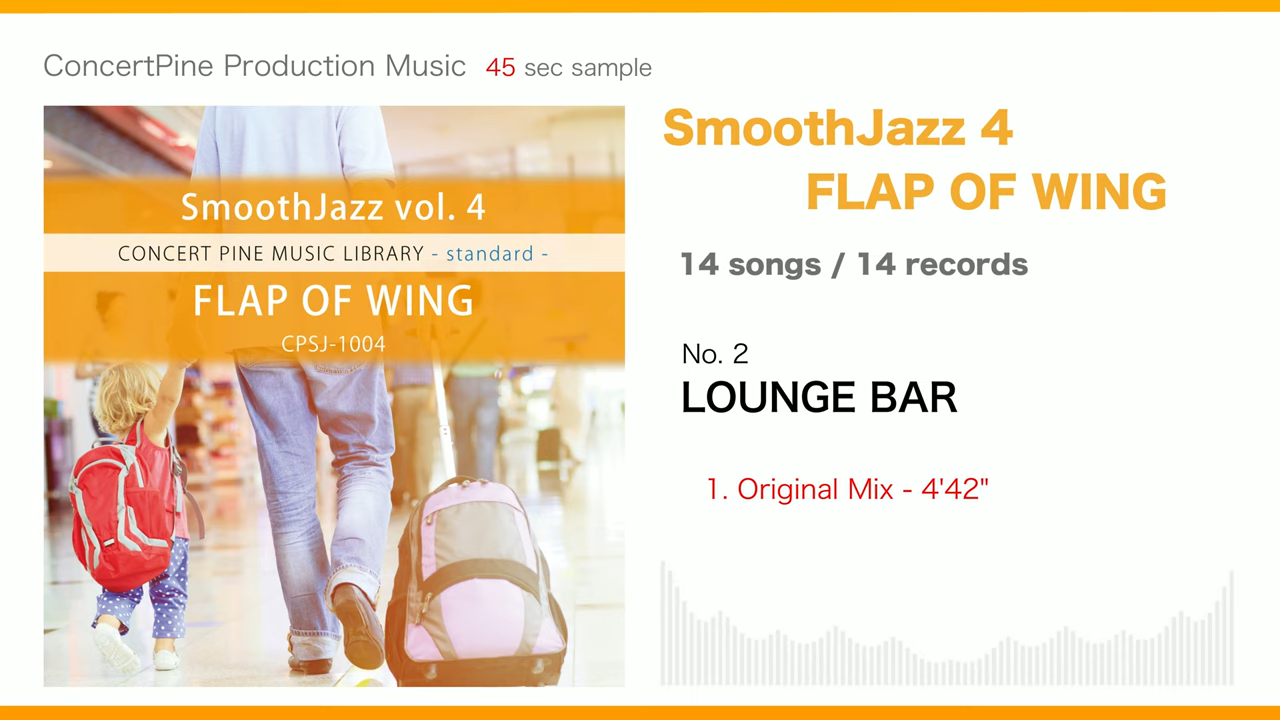 ConcertPine Production Music 45 sec sample
SmoothJazz vol. 4
CONCERT PINE MUSIC LIBRARY - standard -
FLAP OF WING
CPSJ-1004
SmoothJazz 4
FLAP OF WING
14 songs / 14 records
No. 2
LOUNGE BAR
1. Original Mix - 4'42"